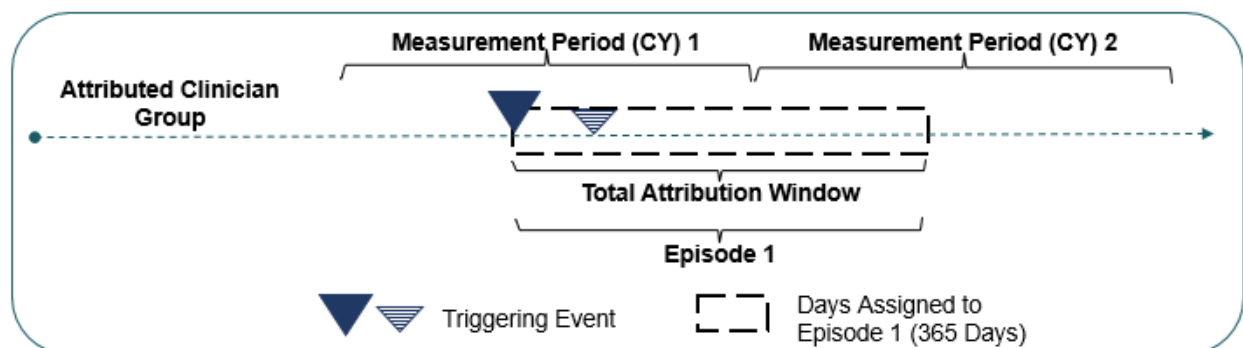 Measurement Period (CY) 1
Measurement Period (CY) 2
Attributed Clinician
Group
Total Attribution Window
Episode 1
Triggering Event
Days Assigned to
Episode 1 (365 Days)